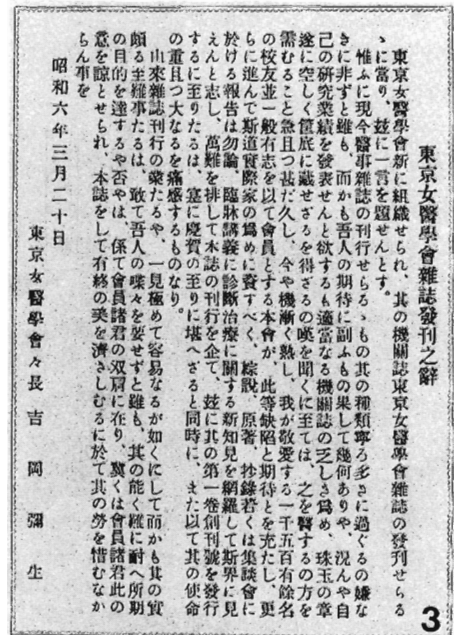 東京女醫學會雜誌發刊之辭
東京女醫學會新に組織せられ、其の機關誌東京女醫學會雜誌の發刊せらる
ゝに當り、玆に一言を題せんとす。
惟ふに現今醫事雜誌の刊行せらるゝもの其の種類寧ろ多きに過ぐるの嫌な
きに非ずと雖も、而かも吾人の期待に副ふもの果して幾何ありや、況んや自
己の研究業績を發表せんと欲するも適當なる機關誌の乏しき爲め、珠玉の章
遂に空しく筐底に藏せざるを得ざるの嘆を聞くに至ては、之を醫するの方を
需むること急且つ甚だ久し、今や機漸く熟し、我が敬愛する一千五百有餘名
の校友並一般有志を以て會員とする本會が、此等缺陷と期待とを充たし、更
らに進んで斯道實際家の爲めに資すべく、綜說、原著、抄錄若くは集談會に
於ける報告は勿論、臨牀講義に診斷治療に關する新知見を網羅して斯界に見
えんと志し、萬難を排して本誌の刊行を企て、玆に其の第一卷創刊號を發行
するに至りたるは、寔に慶賀の至りに堪へざると同時に、また以て其の使命
の重且つ大なるを痛感するものなり。
由來雜誌刊行の業たるや、一見極めて容易なるが如くにして而かも其の實
頗る至難事たるは、敢て吾人の喋々を要せずと雖も、其の能く 難に耐へ所期
の目的を達するや否やは、係て會員諸君の双肩に在り、冀くは會員諸君此の
意を諒とせられ、本誌をして有終の美を濟さしむるに於て其の勞を惜むなか
らん事を
昭和六年三月二十日
東京女醫學會々長 吉岡彌生
3